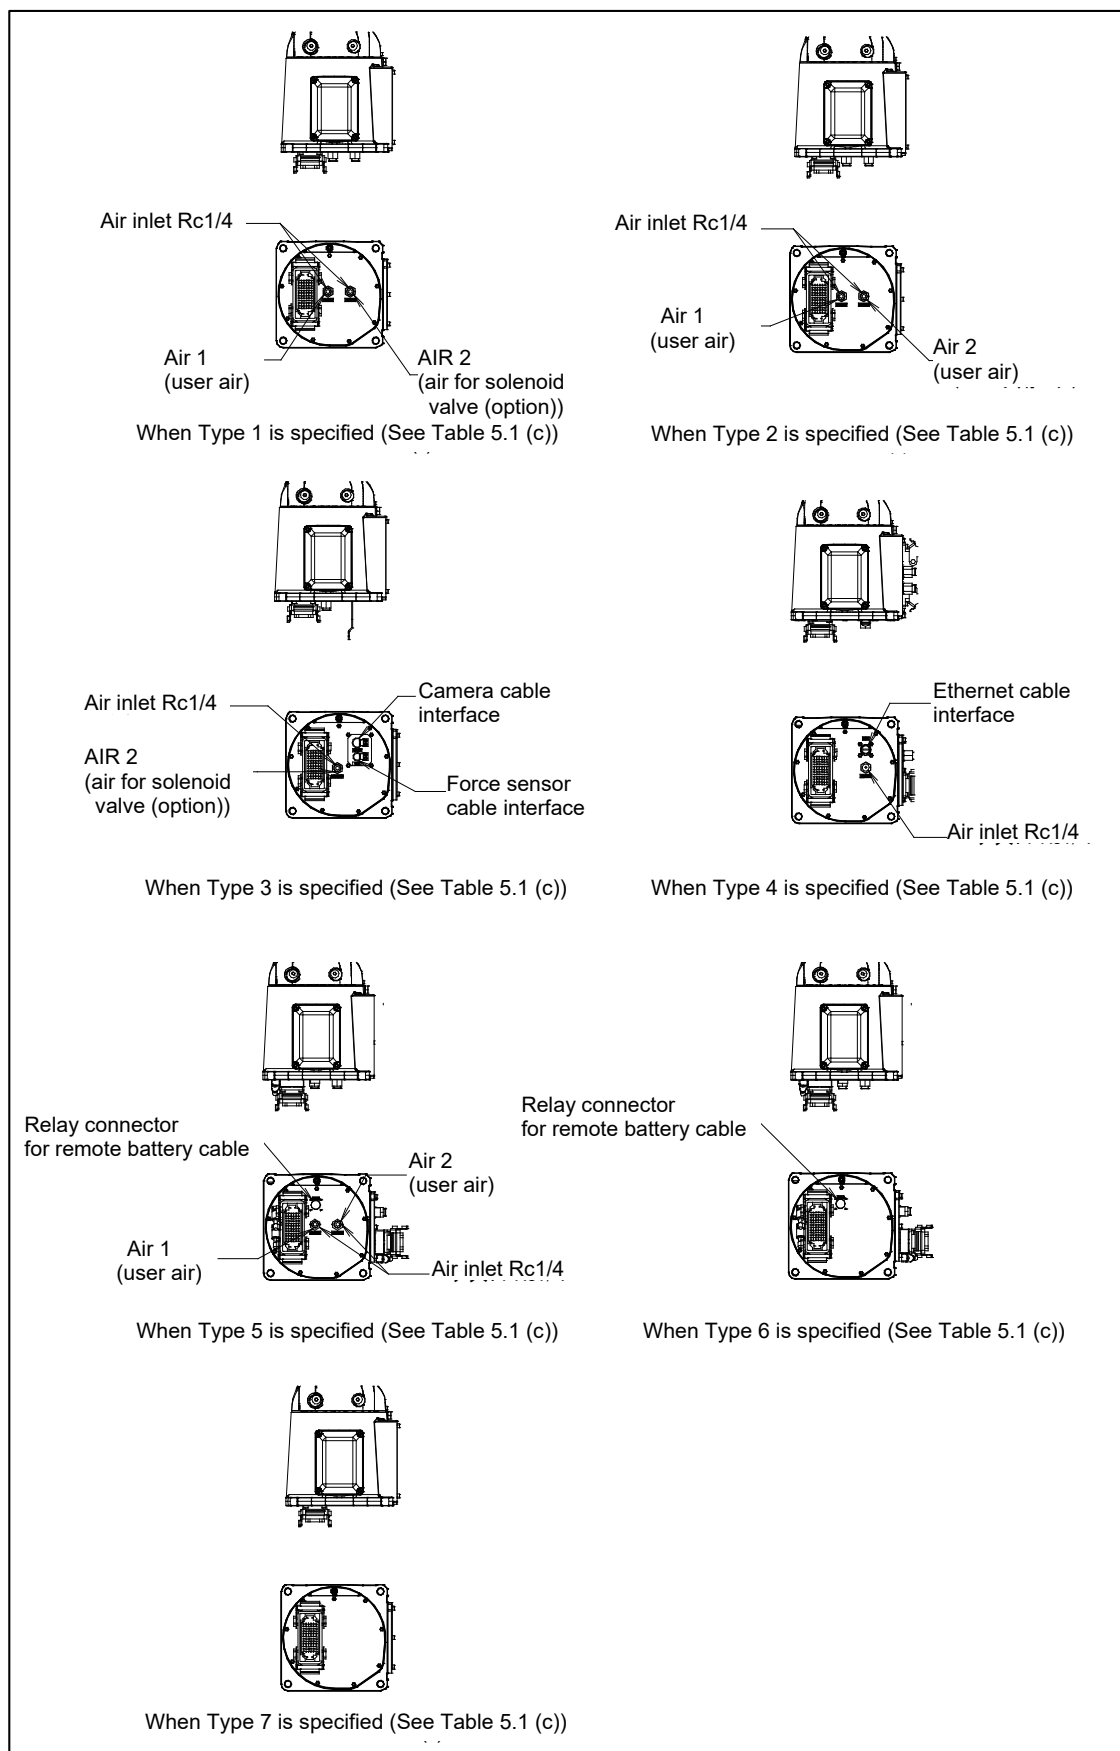 Air inlet Rc1/4
Air 1
(user air)
AIR 2
(air for solenoid
valve (option))
When Type 1 is specified (See Table 5.1 (c))
Air inlet Rc1/4
Air 1
(user air)
Air 2
(user air)
When Type 2 is specified (See Table 5.1 (c))
Air inlet Rc1/4
AIR 2
(air for solenoid
valve (option))
Camera cable
interface
Force sensor
cable interface
When Type 3 is specified (See Table 5.1 (c))
Ethernet cable
interface
Air inlet Rc1/4
When Type 4 is specified (See Table 5.1 (c))
Relay connector
for remote battery cable
Air 2
(user air)
Air 1
(user air)
Air inlet Rc1/4
When Type 5 is specified (See Table 5.1 (c))
Relay connector
for remote battery cable
When Type 6 is specified (See Table 5.1 (c))
When Type 7 is specified (See Table 5.1 (c))